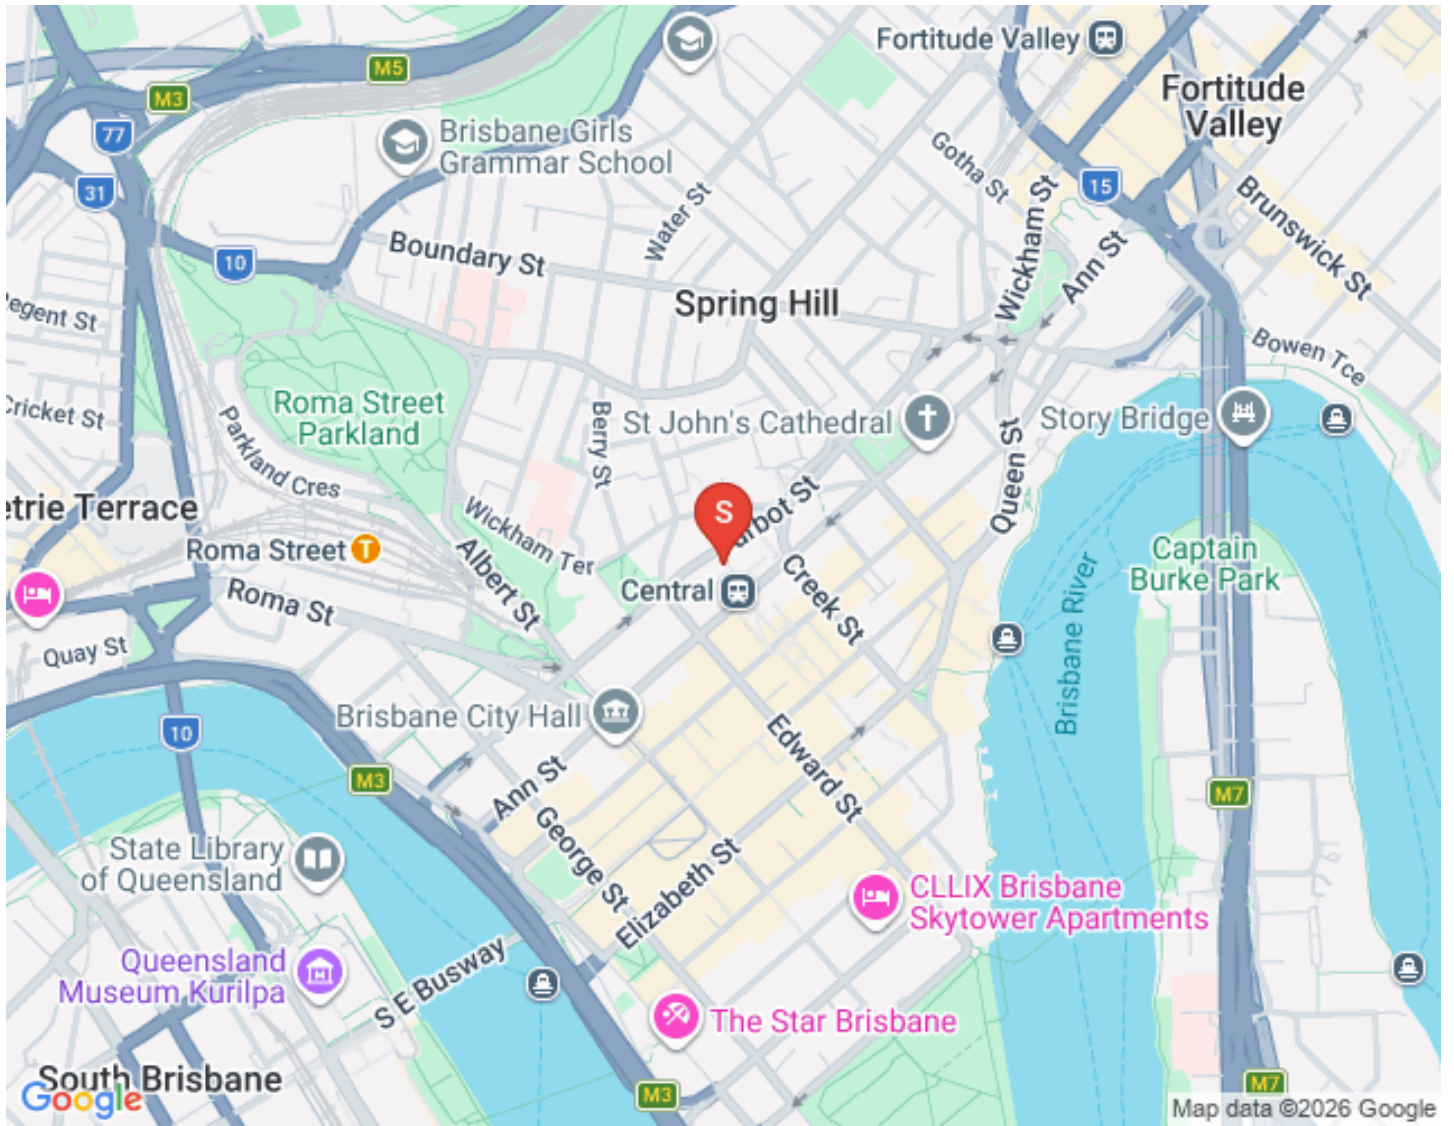 Fortitude Valley
M5
M3
Fortitude
Valley
77
Brisbane Girls
Grammar School
Gotha St
31
15
Wickham St
Brunswick St
Water St
Boundary St
Ann St
10
Spring Hill
egent St
Bowen Tce
Roma Street
Parkland
Cricket St
Parkland Cres
Berry St
St John's Cathedral
Story Bridge
Queen St
etrie Terrace
S
Wickham Ter
Roma Street
T
Albert St
Central
Creek St
Captain
Burke Park
Roma St
Brisbane River
Quay St
Brisbane City Hall
10
M3
Ann St
Edward St
M7
George St
State Library
of Queensland
Elizabeth St
CLLIX Brisbane
Skytower Apartments
Queensland
Museum Kurilpa
S E Busway
The Star Brisbane
South Brisbane
Google
M3
M7
Map data ©2026 Google